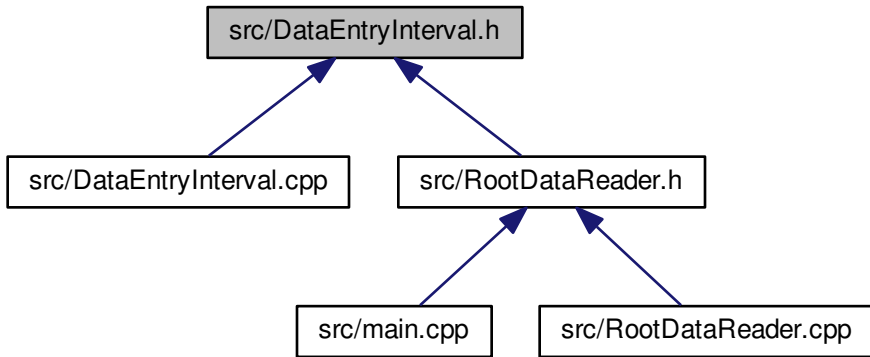 src/DataEntryInterval.h
src/DataEntryInterval.cpp
src/RootDataReader.h
src/main.cpp
src/RootDataReader.cpp